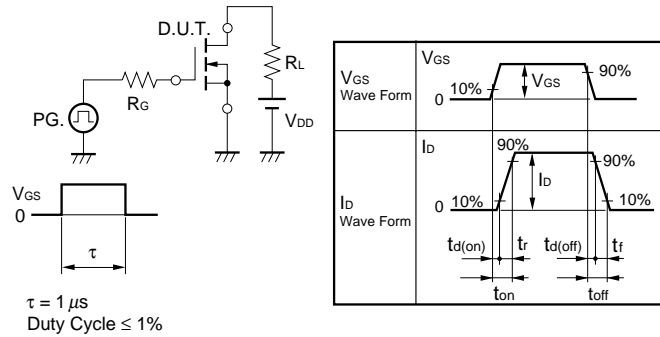 D.U.T.
RG
PG.
RL
VDD
VGS
0
τ
τ = 1 µs
Duty Cycle ≤ 1%
VGS
Wave Form
VGS
10%
0
VGS
90%
ID
Wave Form
ID
90%
90%
ID
0 10%
10%
td(on) tr td(off) tf
ton toff